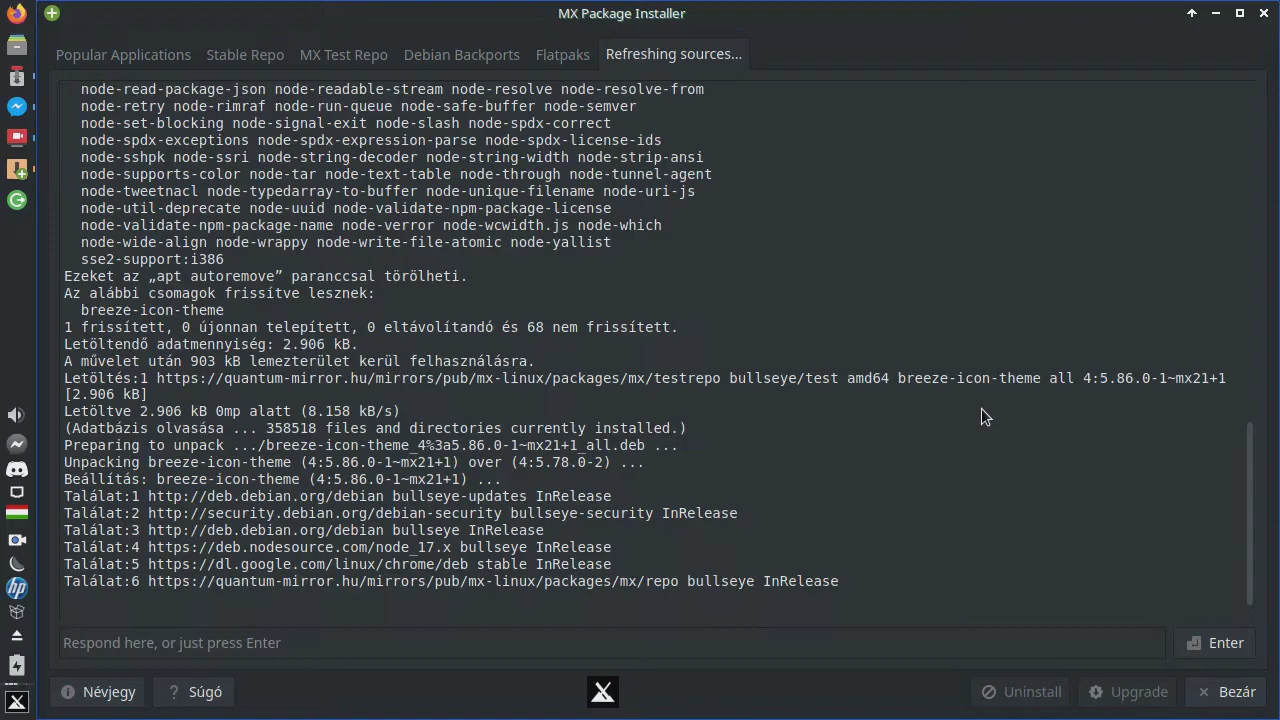 MX Package Installer
Popular Applications
Stable Repo
MX Test Repo
Debian Backports
Flatpaks
Refreshing sources...
node-read-package-json node-readable-stream node-resolve node-resolve-from
node-retry node-rimraf node-run-queue node-safe-buffer node-semver
node-set-blocking node-signal-exit node-slash node-spdx-correct
node-spdx-exceptions node-spdx-expression-parse node-spdx-license-ids
node-sshpk node-ssri node-string-decoder node-string-width node-strip-ansi
node-supports-color node-tar node-text-table node-through node-tunnel-agent
node-tweetnacl node-typedarray-to-buffer node-unique-filename node-uri-js
node-util-deprecate node-uuid node-validate-npm-package-license
node-validate-npm-package-name node-verror node-wcwidth.js node-which
node-wide-align node-wrappy node-write-file-atomic node-yallist
sse2-support:i386
Ezeket az „apt autoremove” paranccsal törölheti.
Az alábbi csomagok frissítve lesznek:
breeze-icon-theme
1 frissített, 0 újonnan telepített, 0 eltávolítandó és 68 nem frissített.
Letöltendő adatmennyiség: 2.906 kB.
A művelet után 903 kB lemezterület kerül felhasználásra.
Letöltés:1 https://quantum-mirror.hu/mirrors/pub/mx-linux/packages/mx/testrepo bullseye/test amd64 breeze-icon-theme all 4:5.86.0-1~mx21+1
[2.906 kB]
Letöltve 2.906 kB 0mp alatt (8.158 kB/s)
(Adatbázis olvasása ... 358518 files and directories currently installed.)
Preparing to unpack .../breeze-icon-theme_4%3a5.86.0-1~mx21+1_all.deb ...
Unpacking breeze-icon-theme (4:5.86.0-1~mx21+1) over (4:5.78.0-2) ...
Beállítás: breeze-icon-theme (4:5.86.0-1~mx21+1) ...
Találat:1 http://deb.debian.org/debian bullseye-updates InRelease
Találat:2 http://security.debian.org/debian-security bullseye-security InRelease
Találat:3 http://deb.debian.org/debian bullseye InRelease
Találat:4 https://deb.nodesource.com/node_17.x bullseye InRelease
Találat:5 https://dl.google.com/linux/chrome/deb stable InRelease
Találat:6 https://quantum-mirror.hu/mirrors/pub/mx-linux/packages/mx/repo bullseye InRelease
Respond here, or just press Enter
Enter
Névjegy
? Súgó
Uninstall
Upgrade
Bezár
hp